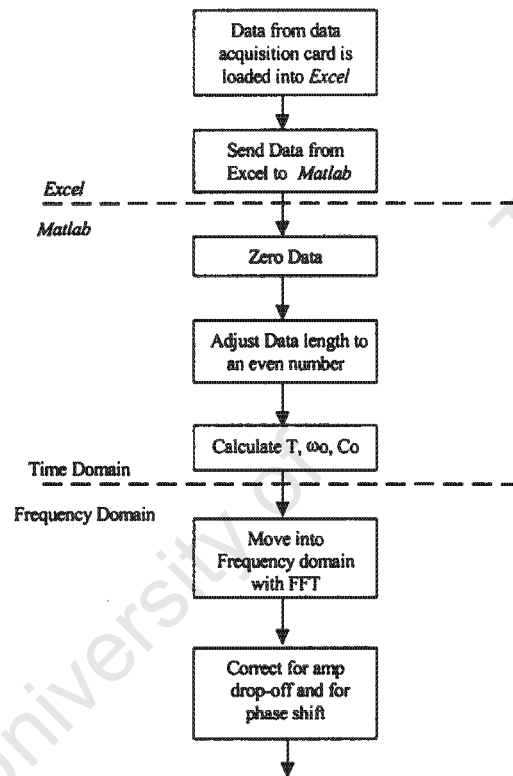 Data from data
acquisition card is
loaded into Excel
Send Data from
Excel to Matlab
Excel
Matlab
Zero Data
Adjust Data length to
an even number
Calculate T, ωo, Co
Time Domain
Frequency Domain
Move into
Frequency domain
with FFT
Correct for amp
drop-off and for
phase shift
University of